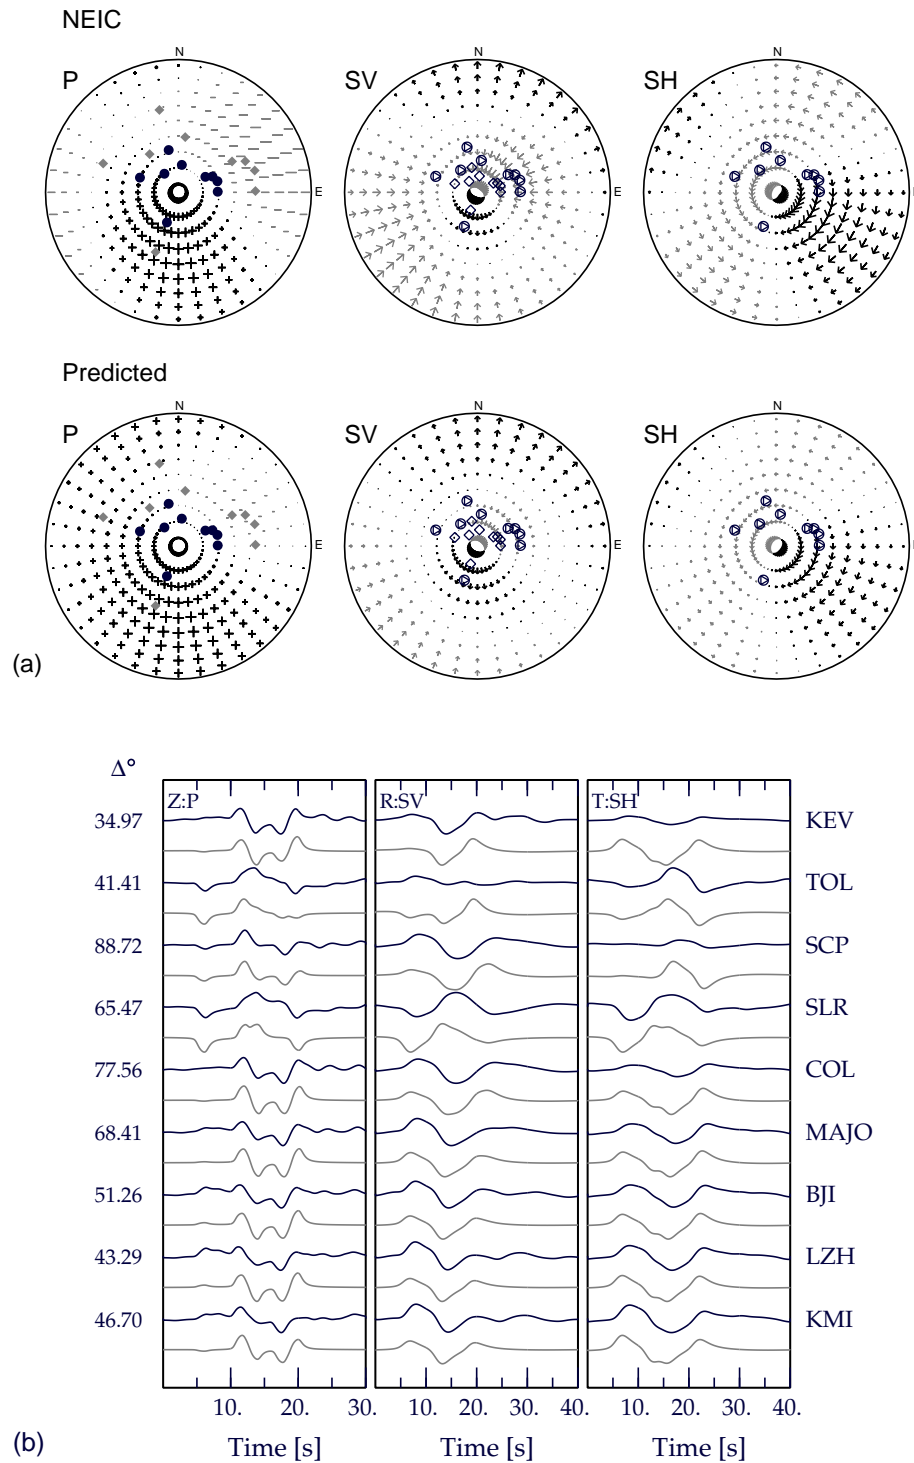 NEIC
N N N
P SV SH
E E
Predicted
N N N
P SV SH
E E
(a)
Δ°
Z:P R:SV T:SH
34.97 KEV
41.41 TOL
88.72 SCP
65.47 SLR
77.56 COL
68.41 MAJO
51.26 BJI
43.29 LZH
46.70 KMI
10. 20. 30. 10. 20. 30. 40. 10. 20. 30. 40.
(b) Time [s] Time [s] Time [s]